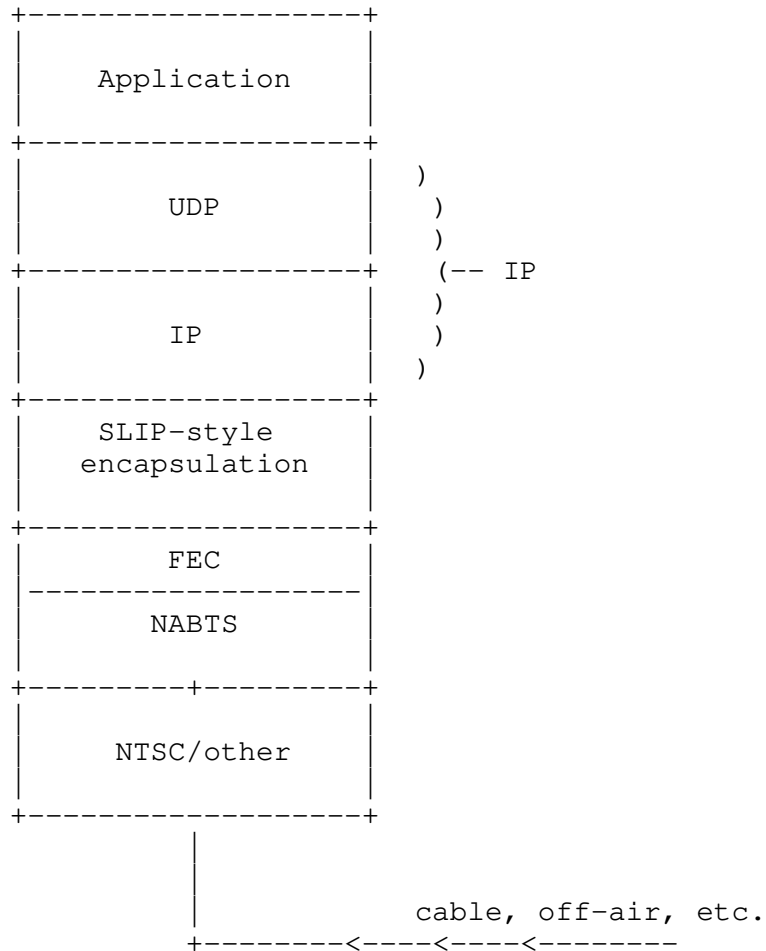 Application
UDP
(-- IP
IP
SLIP-style
encapsulation
FEC
NABTS
NTSC/other
cable, off-air, etc.